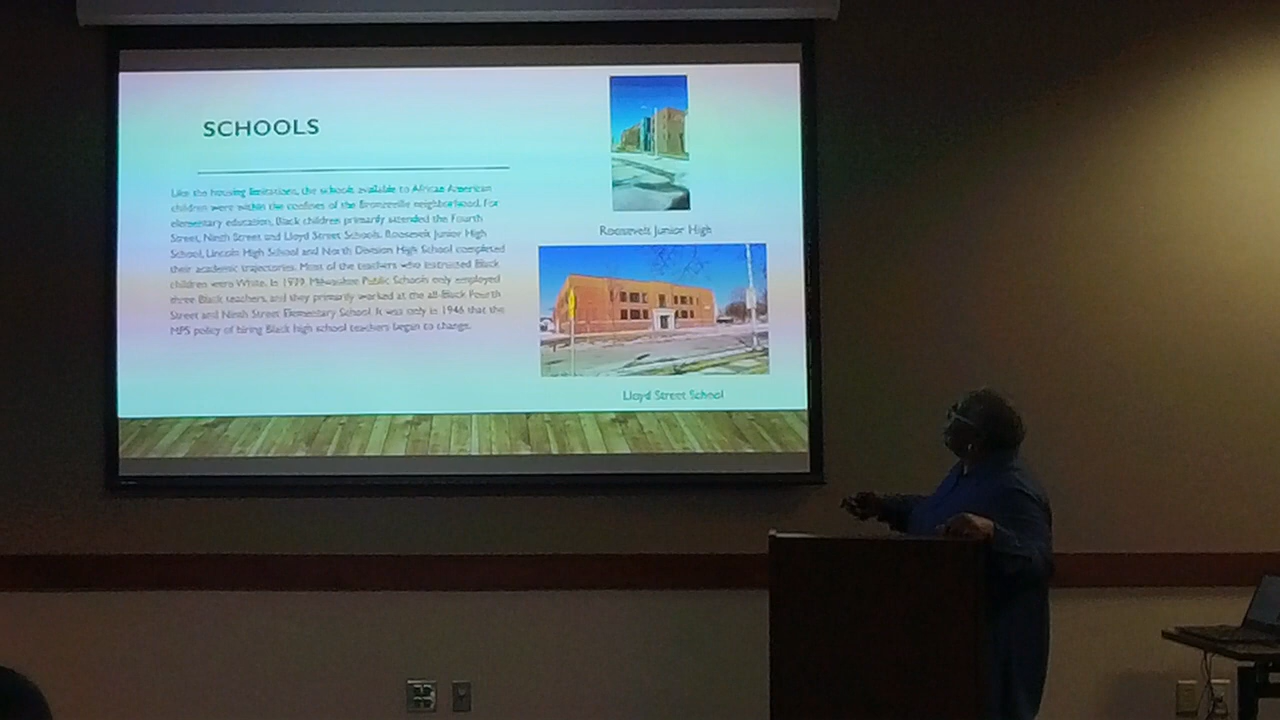 SCHOOLS
Like the housing limitations, the schools available to African American
children were within the confines of the Bronzeville neighborhood. For
elementary education, Black children primarily attended the Fourth
Street, Ninth Street and Lloyd Street Schools. Roosevelt Junior High
School, Lincoln High School and North Division High School completed
their academic trajectories. Most of the teachers who instructed Black
children were White. In Milwaukee Public Schools only employed
three Black teachers, and they primarily worked at the all-Black Fourth
Street and Ninth Street Elementary School. It was only in 1946 that the
MPS policy of hiring Black high school teachers began to change.
Roosevelt Junior High
Lloyd Street School